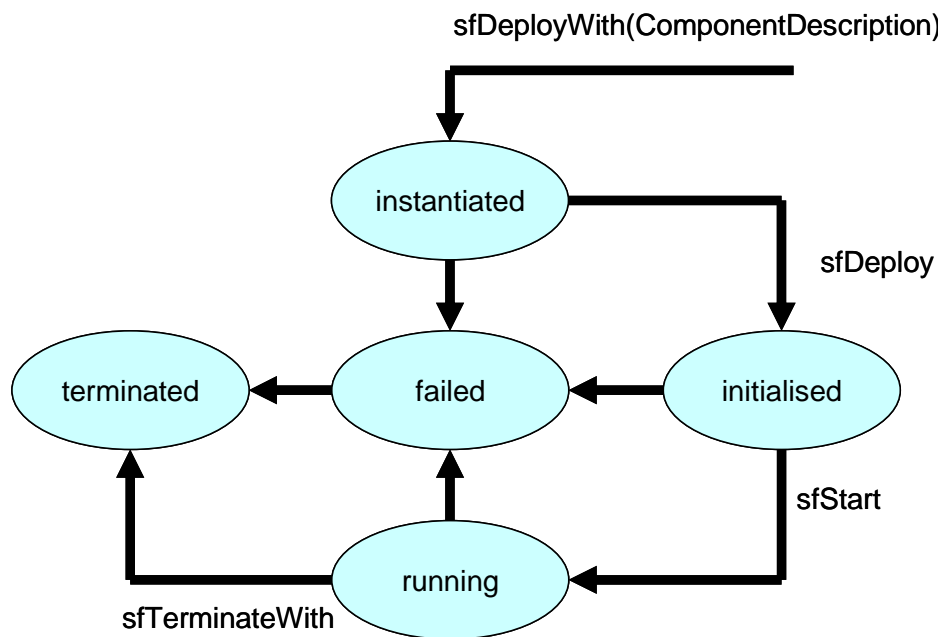 sfDeployWith(ComponentDescription)
instantiated
sfDeploy
terminated
failed
initialised
sfStart
running
sfTerminateWith